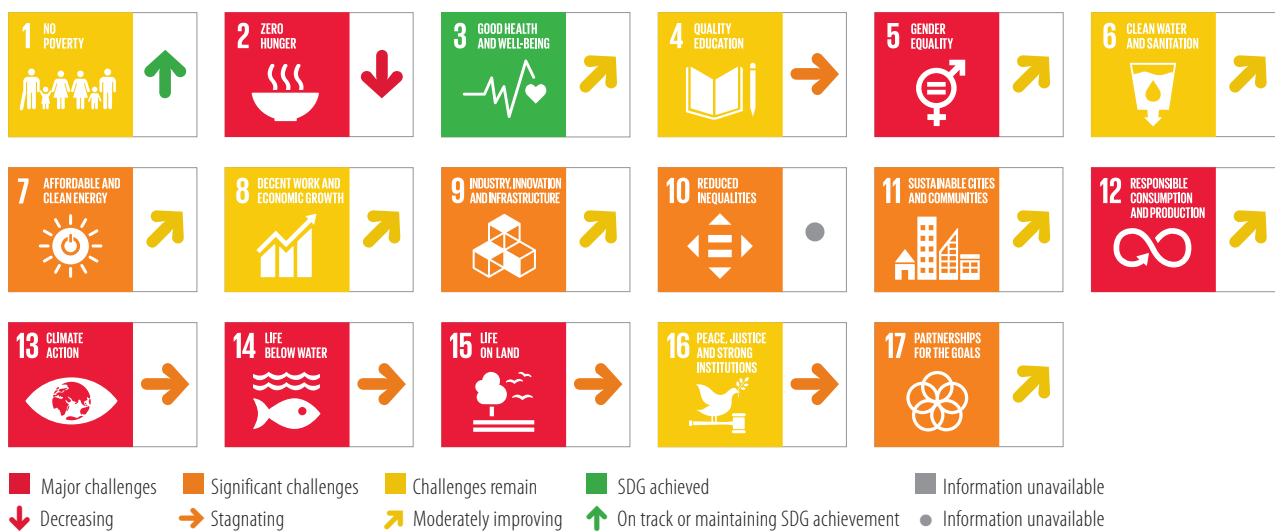 1 NO
POVERTY
2 ZERO
HUNGER
3 GOOD HEALTH
AND WELL-BEING
4 QUALITY
EDUCATION
5 GENDER
EQUALITY
6 CLEAN WATER
AND SANITATION
7 AFFORDABLE AND
CLEAN ENERGY
8 DECENT WORK AND
ECONOMIC GROWTH
9 INDUSTRY, INNOVATION
AND INFRASTRUCTURE
10 REDUCED
INEQUALITIES
11 SUSTAINABLE CITIES
AND COMMUNITIES
12 RESPONSIBLE
CONSUMPTION
AND PRODUCTION
13 CLIMATE
ACTION
14 LIFE
BELOW WATER
15 LIFE
ON LAND
16 PEACE, JUSTICE
AND STRONG
INSTITUTIONS
17 PARTNERSHIPS
FOR THE GOALS
Major challenges Significant challenges Challenges remain SDG achieved Information unavailable
Decreasing Stagnating Moderately improving On track or maintaining SDG achievement Information unavailable